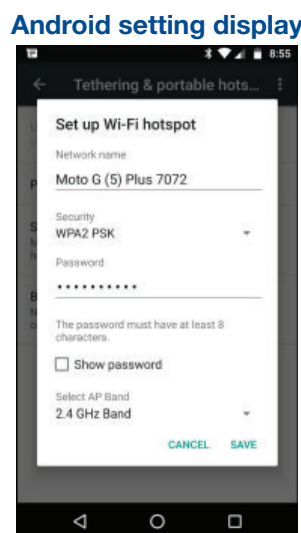 Android setting display
8:55
Tethering & portable hots...
Set up Wi-Fi hotspot
Network name
Moto G (5) Plus 7072
Security
WPA2 PSK
Password
••••••••••
The password must have at least 8
characters.
Show password
Select AP Band
2.4 GHz Band
CANCEL SAVE